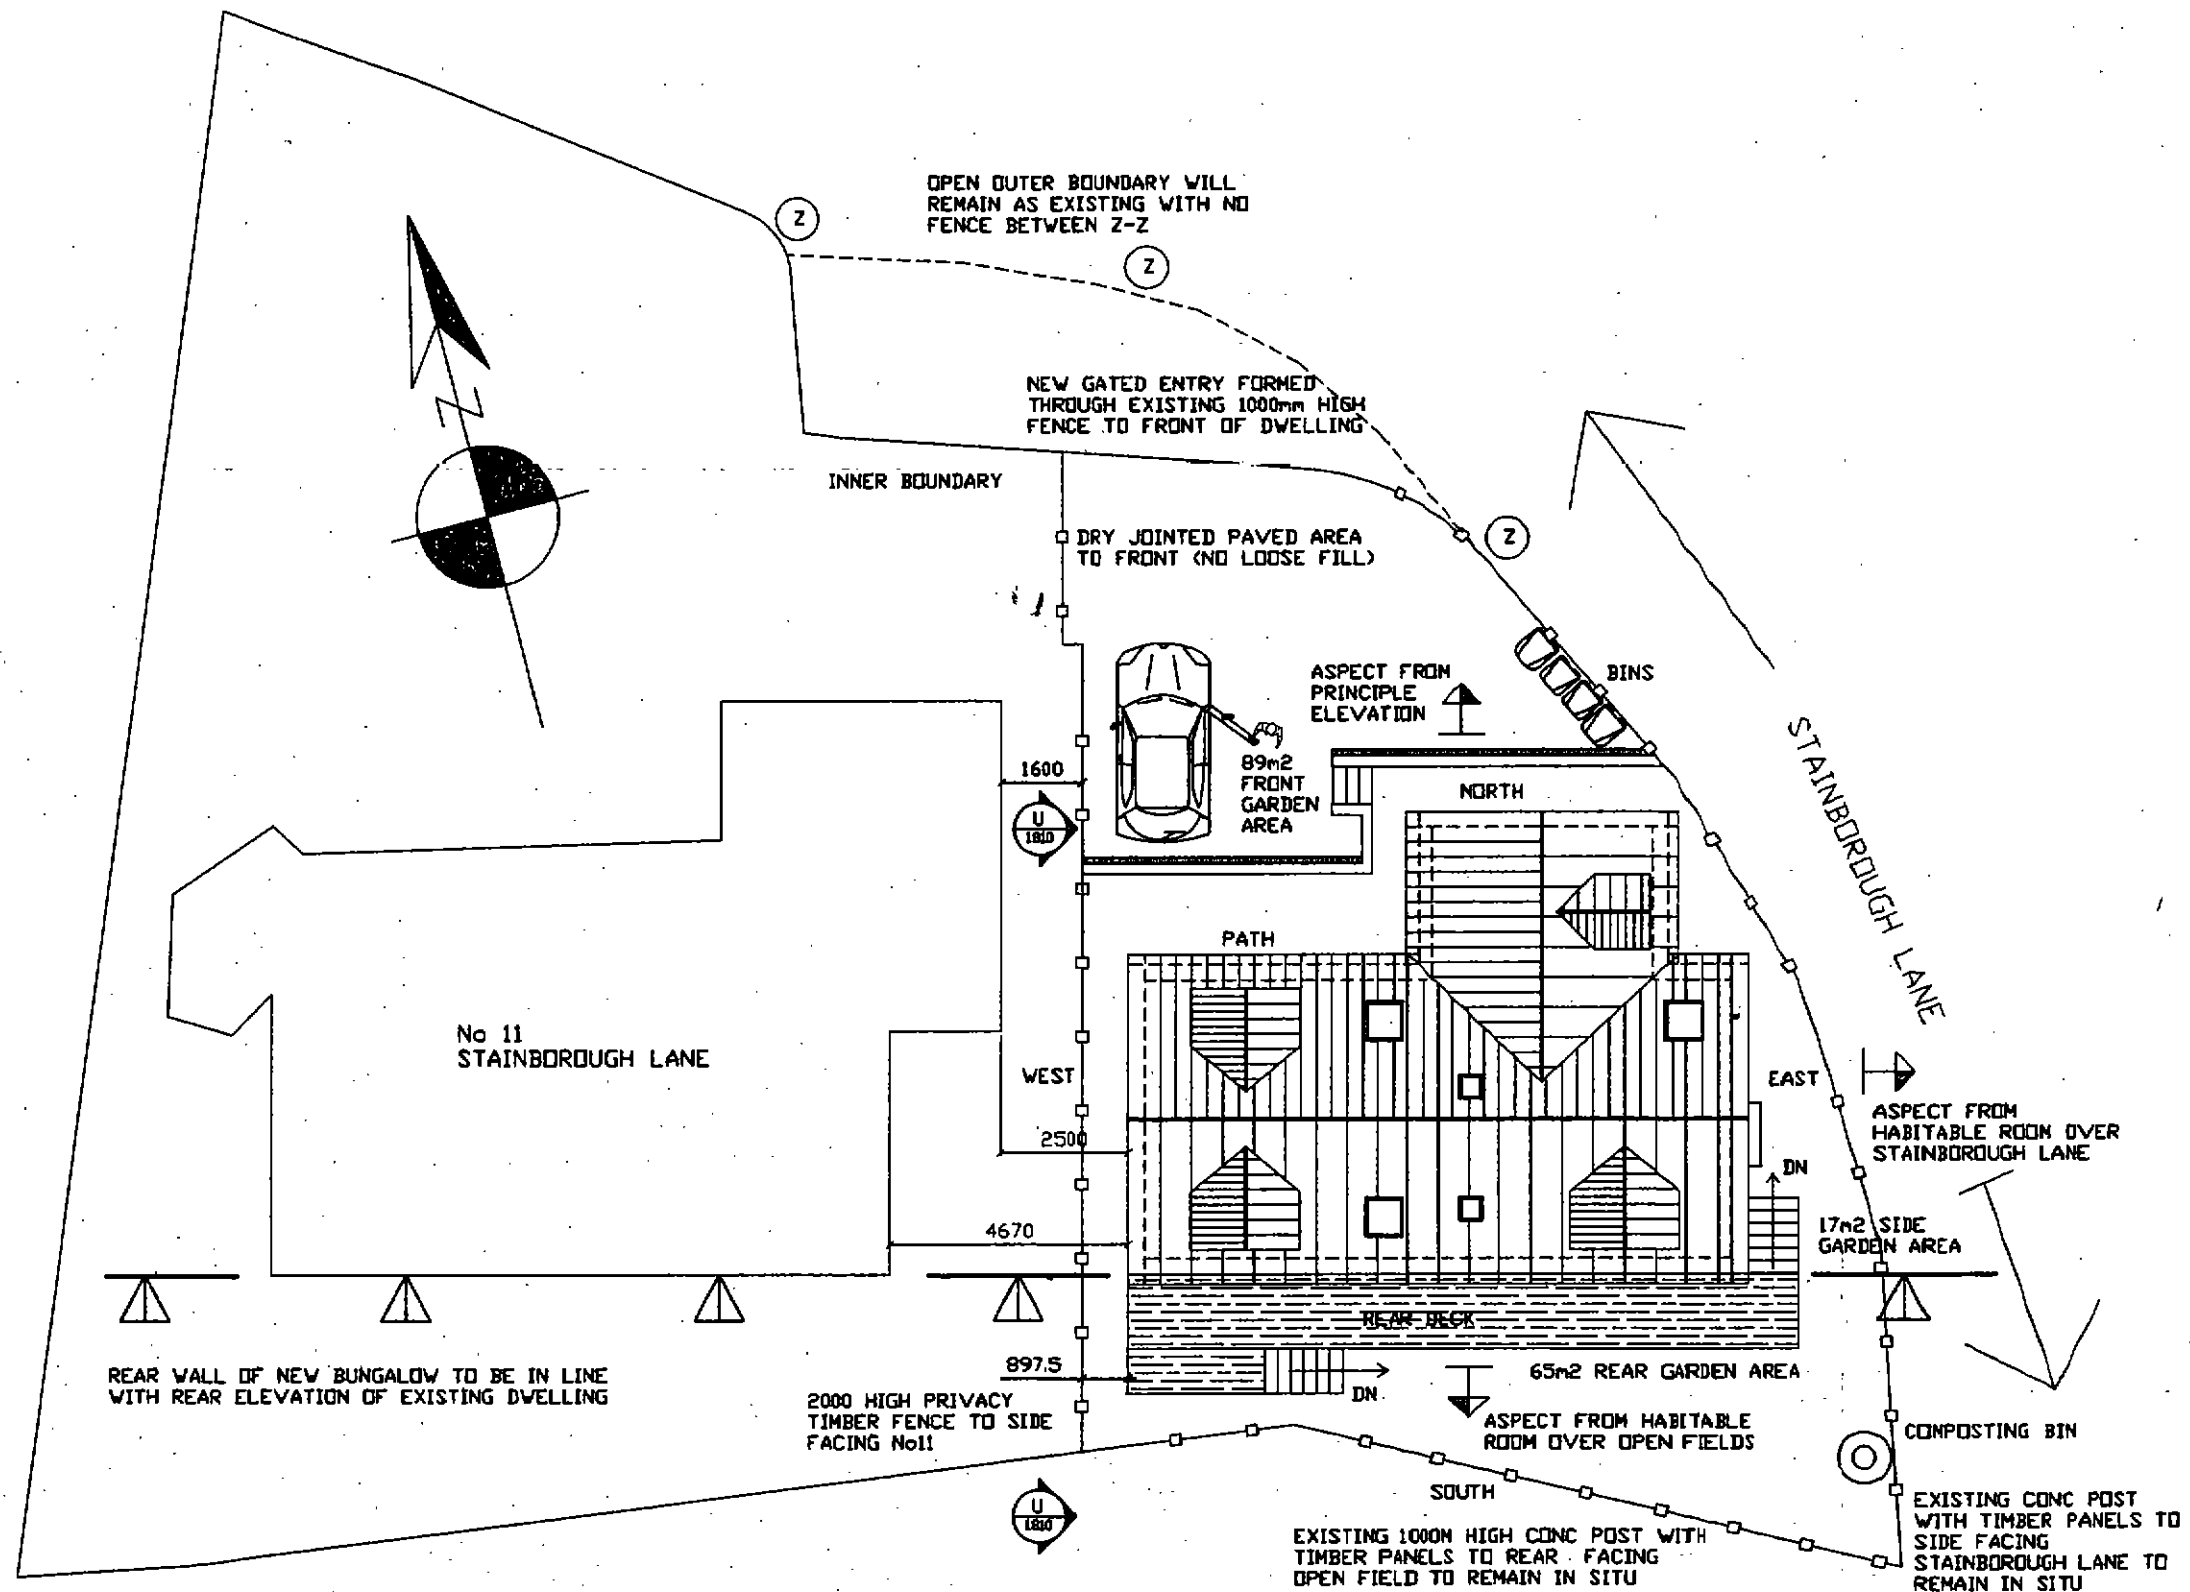 OPEN OUTER BOUNDARY WILL
REMAIN AS EXISTING WITH NO
FENCE BETWEEN Z-Z
Z
Z
N
NEW GATED ENTRY FORMED
THROUGH EXISTING 1000mm HIGH
FENCE TO FRONT OF DWELLING
INNER BOUNDARY
DRY JOINTED PAVED AREA
TO FRONT (NO LOOSE FILL)
Z
BINS
ASPECT FROM
PRINCIPLE
ELEVATION
STAINBOROUGH LANE
1600
89m2
FRONT
GARDEN
AREA
NORTH
U
1810
PATH
No 11
STAINBOROUGH LANE
WEST
EAST
ASPECT FROM
HABITABLE ROOM OVER
STAINBOROUGH LANE
2500
DN
4670
17m2 SIDE
GARDEN AREA
REAR DECK
REAR WALL OF NEW BUNGALOW TO BE IN LINE
WITH REAR ELEVATION OF EXISTING DWELLING
897.5
DN
65m2 REAR GARDEN AREA
2000 HIGH PRIVACY
TIMBER FENCE TO SIDE
FACING No11
ASPECT FROM HABITABLE
ROOM OVER OPEN FIELDS
COMPOSTING BIN
SOUTH
U
1810
EXISTING 1000M HIGH CONC POST WITH
TIMBER PANELS TO REAR FACING
OPEN FIELD TO REMAIN IN SITU
EXISTING CONC POST
WITH TIMBER PANELS TO
SIDE FACING
STAINBOROUGH LANE TO
REMAIN IN SITU